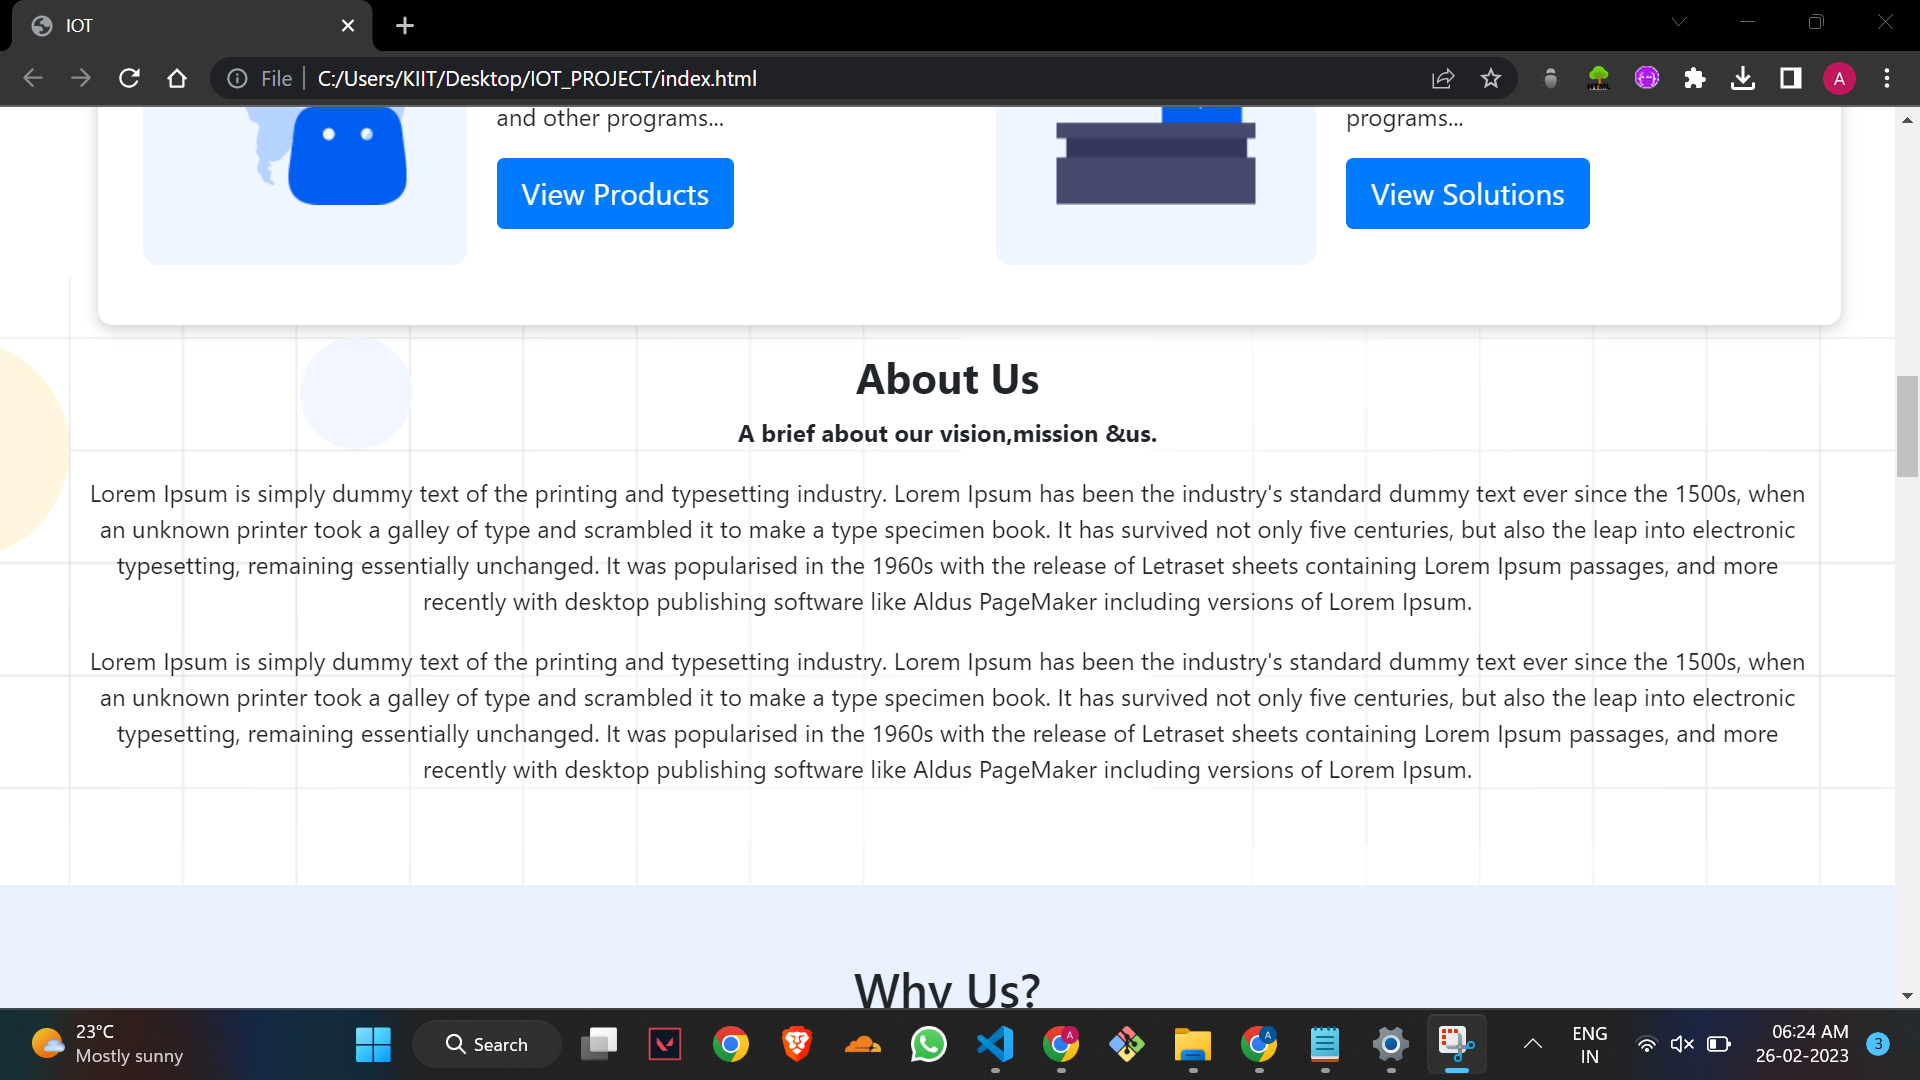 IOT
File
C:/Users/KIIT/Desktop/IOT_PROJECT/index.html
A
and other programs...
programs...
View Products
View Solutions
About Us
A brief about our vision,mission &us.
Lorem Ipsum is simply dummy text of the printing and typesetting industry. Lorem Ipsum has been the industry's standard dummy text ever since the 1500s, when
an unknown printer took a galley of type and scrambled it to make a type specimen book. It has survived not only five centuries, but also the leap into electronic
typesetting, remaining essentially unchanged. It was popularised in the 1960s with the release of Letraset sheets containing Lorem Ipsum passages, and more
recently with desktop publishing software like Aldus PageMaker including versions of Lorem Ipsum.
Lorem Ipsum is simply dummy text of the printing and typesetting industry. Lorem Ipsum has been the industry's standard dummy text ever since the 1500s, when
an unknown printer took a galley of type and scrambled it to make a type specimen book. It has survived not only five centuries, but also the leap into electronic
typesetting, remaining essentially unchanged. It was popularised in the 1960s with the release of Letraset sheets containing Lorem Ipsum passages, and more
recently with desktop publishing software like Aldus PageMaker including versions of Lorem Ipsum.
Why Us?
23°C
Mostly sunny
Search
A
A
ENG
IN
06:24 AM
26-02-2023
3